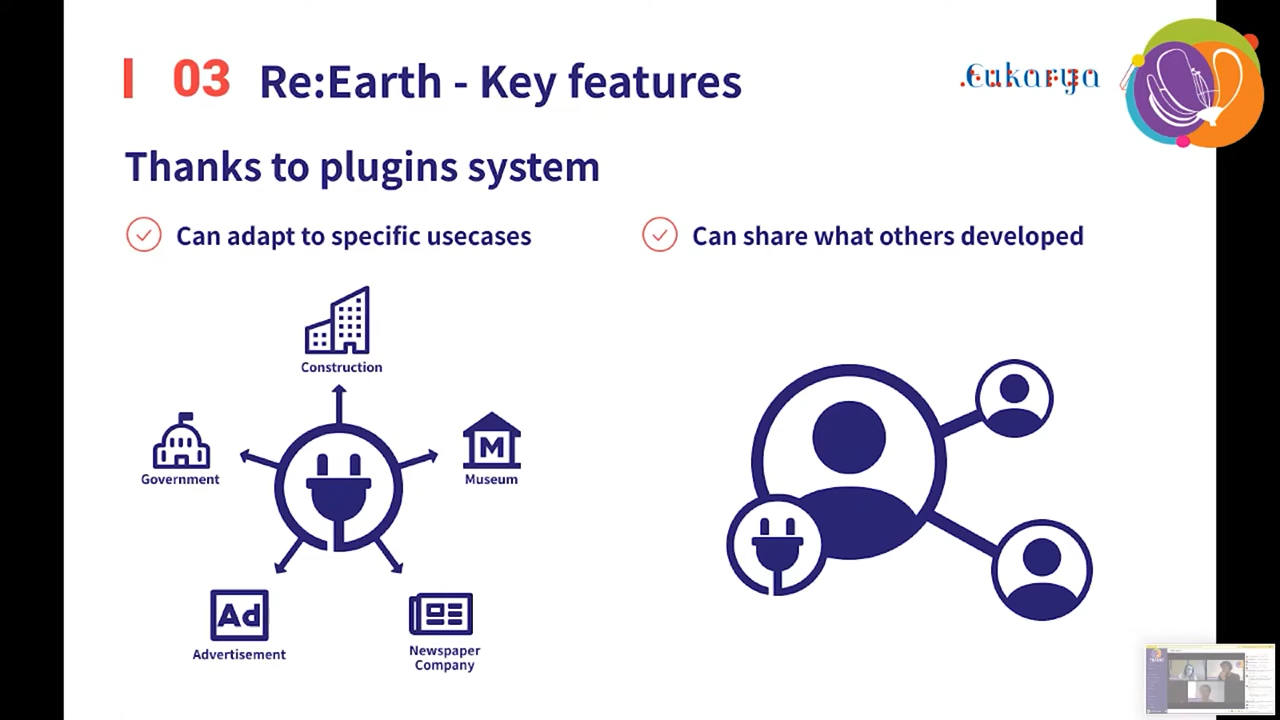 03 Re:Earth - Key features
Eukarya
Thanks to plugins system
Can adapt to specific usecases
Can share what others developed
Construction
Government
M
Museum
Ad
Advertisement
Newspaper
Company